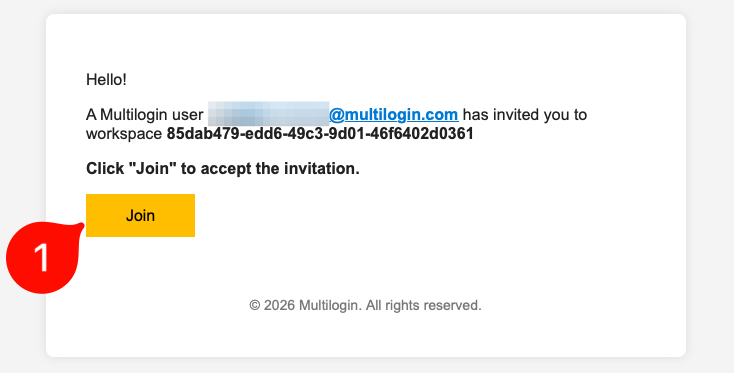 Hello!
A Multilogin user @multilogin.com has invited you to
workspace 85dab479-edd6-49c3-9d01-46f6402d0361
Click "Join" to accept the invitation.
Join
1
© 2026 Multilogin. All rights reserved.